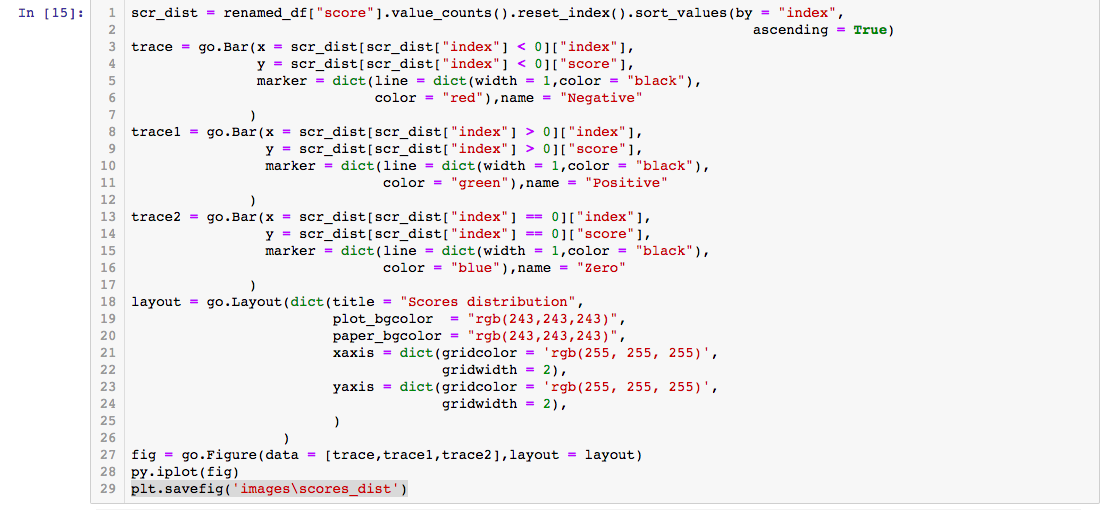 In [15]:
1 scr_dist = renamed_df["score"].value_counts().reset_index().sort_values(by = "index",
2 ascending = True)
3 trace = go.Bar(x = scr_dist[scr_dist["index"] < 0]["index"],
4 y = scr_dist[scr_dist["index"] < 0]["score"],
5 marker = dict(line = dict(width = 1,color = "black"),
6 color = "red"),name = "Negative"
7 )
8 trace1 = go.Bar(x = scr_dist[scr_dist["index"] > 0]["index"],
9 y = scr_dist[scr_dist["index"] > 0]["score"],
10 marker = dict(line = dict(width = 1,color = "black"),
11 color = "green"),name = "Positive"
12 )
13 trace2 = go.Bar(x = scr_dist[scr_dist["index"] == 0]["index"],
14 y = scr_dist[scr_dist["index"] == 0]["score"],
15 marker = dict(line = dict(width = 1,color = "black"),
16 color = "blue"),name = "Zero"
17 )
18 layout = go.Layout(dict(title = "Scores distribution",
19 plot_bgcolor  = "rgb(243,243,243)",
20 paper_bgcolor = "rgb(243,243,243)",
21 xaxis = dict(gridcolor = 'rgb(255, 255, 255)',
22 gridwidth = 2),
23 yaxis = dict(gridcolor = 'rgb(255, 255, 255)',
24 gridwidth = 2),
25 )
26 )
27 fig = go.Figure(data = [trace,trace1,trace2],layout = layout)
28 py.iplot(fig)
29 plt.savefig('images\scores_dist')